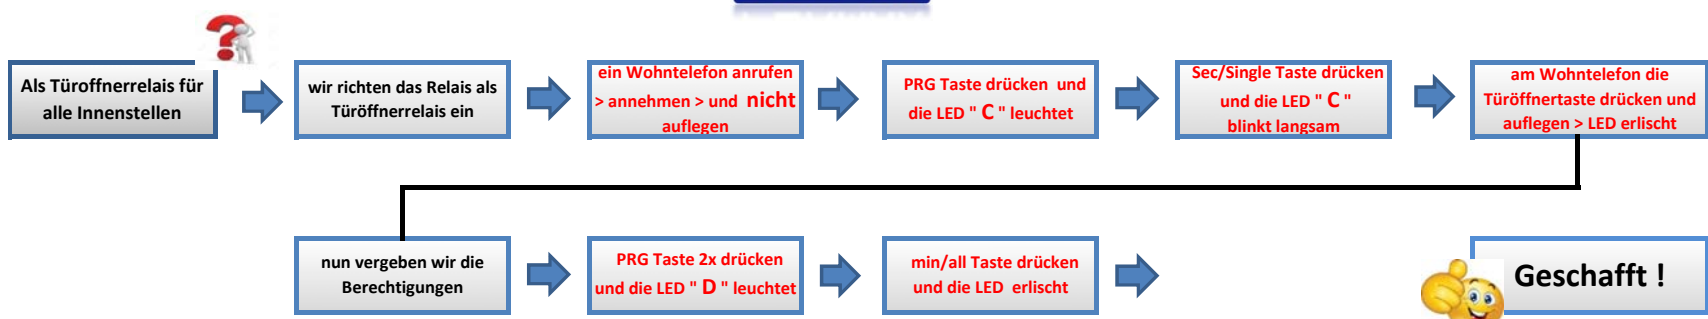 Als Türoffnerrelais für
alle Innenstellen
wir richten das Relais als
Türöffnerrelais ein
ein Wohntelefon anrufen
> annehmen > und nicht
auflegen
PRG Taste drücken und
die LED " C " leuchtet
Sec/Single Taste drücken
und die LED " C "
blinkt langsam
am Wohntelefon die
Türöffnertaste drücken und
auflegen > LED erlischt
nun vergeben wir die
Berechtigungen
PRG Taste 2x drücken
und die LED " D " leuchtet
min/all Taste drücken
und die LED erlischt
Geschafft !